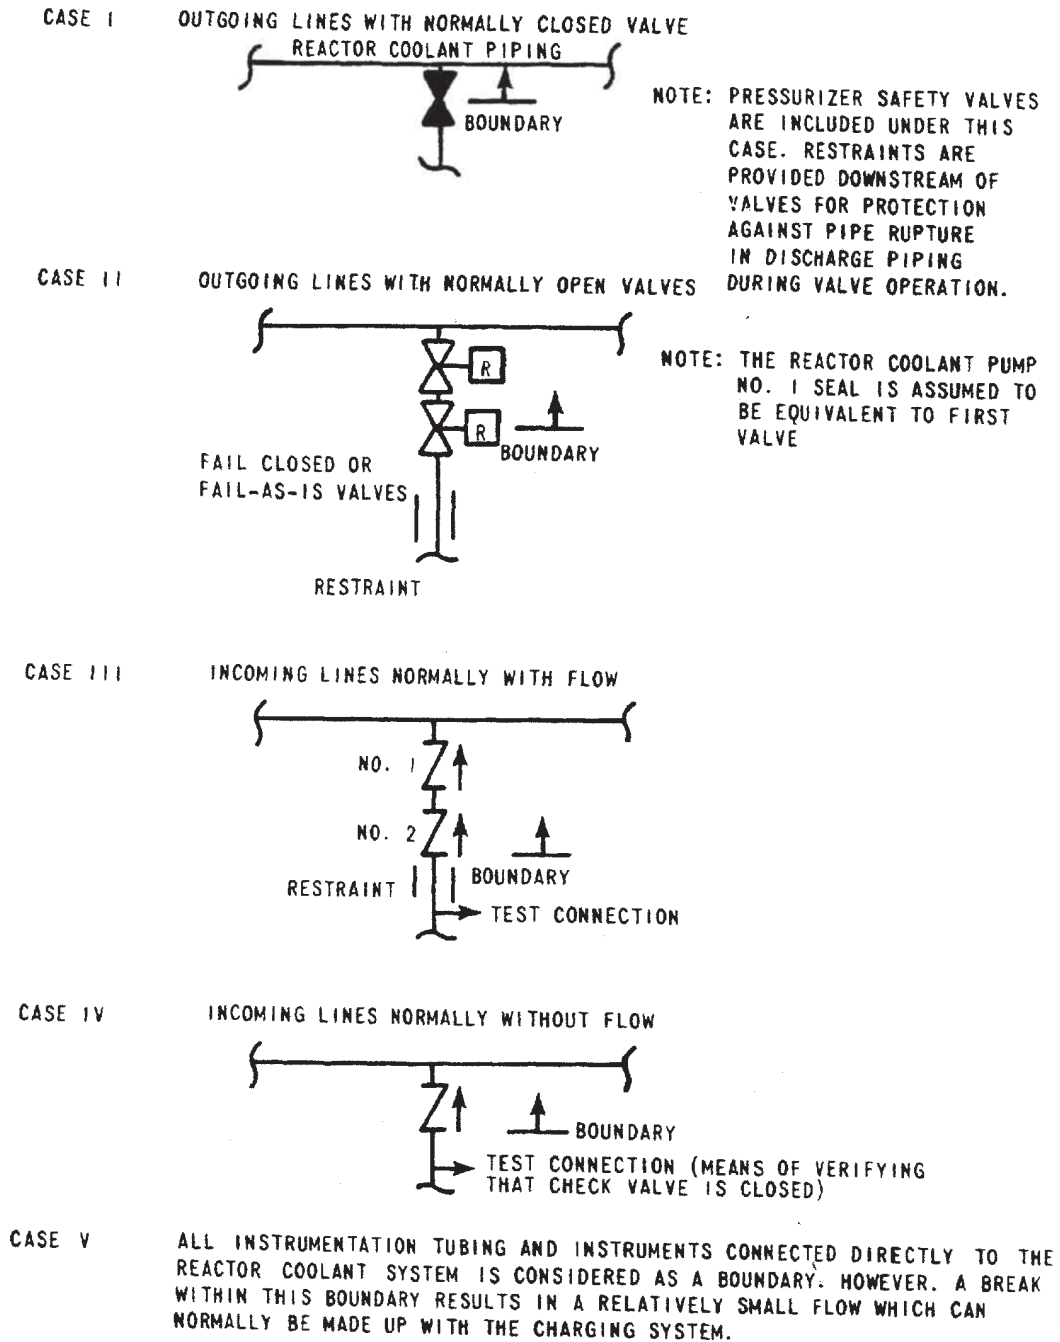 CASE I OUTGOING LINES WITH NORMALLY CLOSED VALVE
REACTOR COOLANT PIPING
BOUNDARY
NOTE: PRESSURIZER SAFETY VALVES
ARE INCLUDED UNDER THIS
CASE. RESTRAINTS ARE
PROVIDED DOWNSTREAM OF
VALVES FOR PROTECTION
AGAINST PIPE RUPTURE
IN DISCHARGE PIPING
DURING VALVE OPERATION.
CASE II OUTGOING LINES WITH NORMALLY OPEN VALVES
R
R
BOUNDARY
NOTE: THE REACTOR COOLANT PUMP
NO. I SEAL IS ASSUMED TO
BE EQUIVALENT TO FIRST
VALVE
FAIL CLOSED OR
FAIL-AS-IS VALVES
RESTRAINT
CASE III INCOMING LINES NORMALLY WITH FLOW
NO. 1
NO. 2
BOUNDARY
RESTRAINT
TEST CONNECTION
CASE IV INCOMING LINES NORMALLY WITHOUT FLOW
BOUNDARY
TEST CONNECTION (MEANS OF VERIFYING
THAT CHECK VALVE IS CLOSED)
CASE V ALL INSTRUMENTATION TUBING AND INSTRUMENTS CONNECTED DIRECTLY TO THE
REACTOR COOLANT SYSTEM IS CONSIDERED AS A BOUNDARY. HOWEVER. A BREAK
WITHIN THIS BOUNDARY RESULTS IN A RELATIVELY SMALL FLOW WHICH CAN
NORMALLY BE MADE UP WITH THE CHARGING SYSTEM.